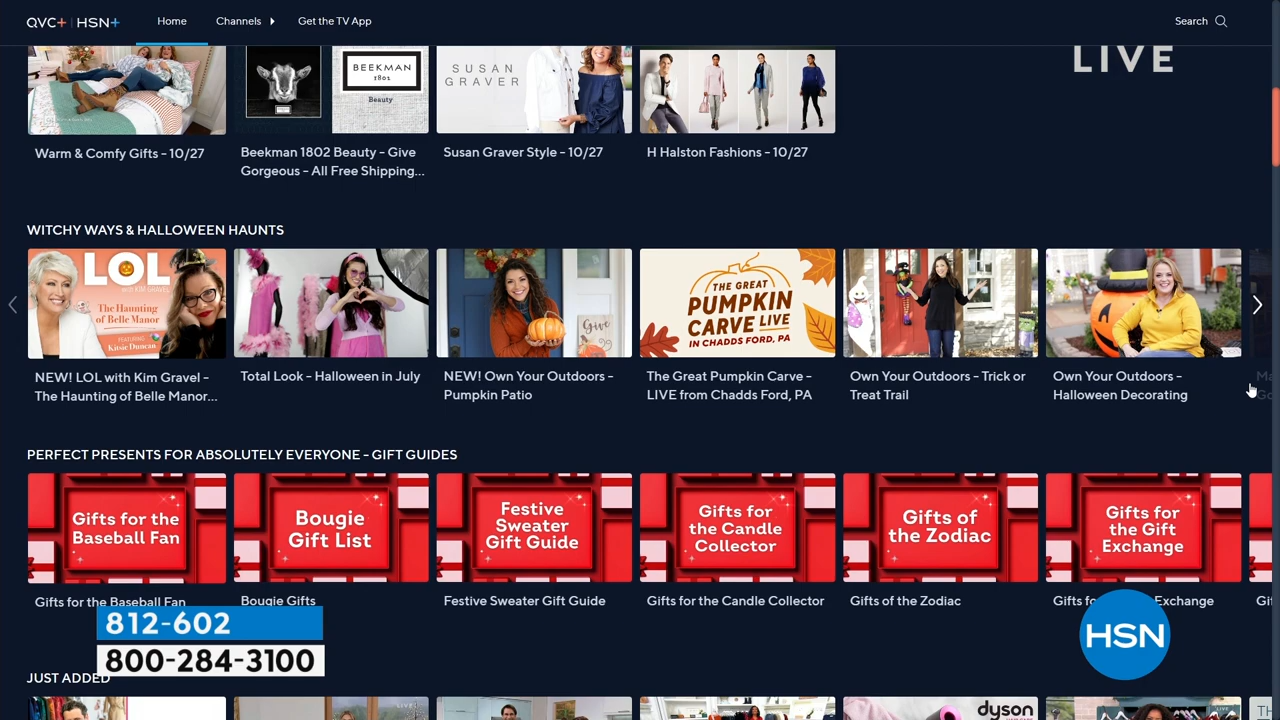 QVC+ | HSN+
Home
Channels
Get the TV App
Search
LIVE
BEEKMAN
1802
Beauty
SUSAN
GRAVER
Warm & Comfy Gifts - 10/27
Beekman 1802 Beauty - Give
Gorgeous - All Free Shipping...
Susan Graver Style - 10/27
H Halston Fashions - 10/27
WITCHY WAYS & HALLOWEEN HAUNTS
LOL
WITH KIM GRAVEL
The Haunting
of Belle Manor
FEATURING
Kitsie Duncan
Give
THE GREAT
PUMPKIN
CARVE LIVE
IN CHADDS FORD, PA
NEW! LOL with Kim Gravel -
The Haunting of Belle Manor...
Total Look - Halloween in July
NEW! Own Your Outdoors -
Pumpkin Patio
The Great Pumpkin Carve -
LIVE from Chadds Ford, PA
Own Your Outdoors - Trick or
Treat Trail
Own Your Outdoors -
Halloween Decorating
PERFECT PRESENTS FOR ABSOLUTELY EVERYONE - GIFT GUIDES
Gifts for the
Baseball Fan
Bougie
Gift List
Festive
Sweater
Gift Guide
Gifts for
the Candle
Collector
Gifts of
the Zodiac
Gifts for
the Gift
Exchange
Gifts for the Baseball Fan
Bougie Gifts
Festive Sweater Gift Guide
Gifts for the Candle Collector
Gifts of the Zodiac
Exchange
812-602
800-284-3100
HSN
JUST ADDED
LIVE
dyson